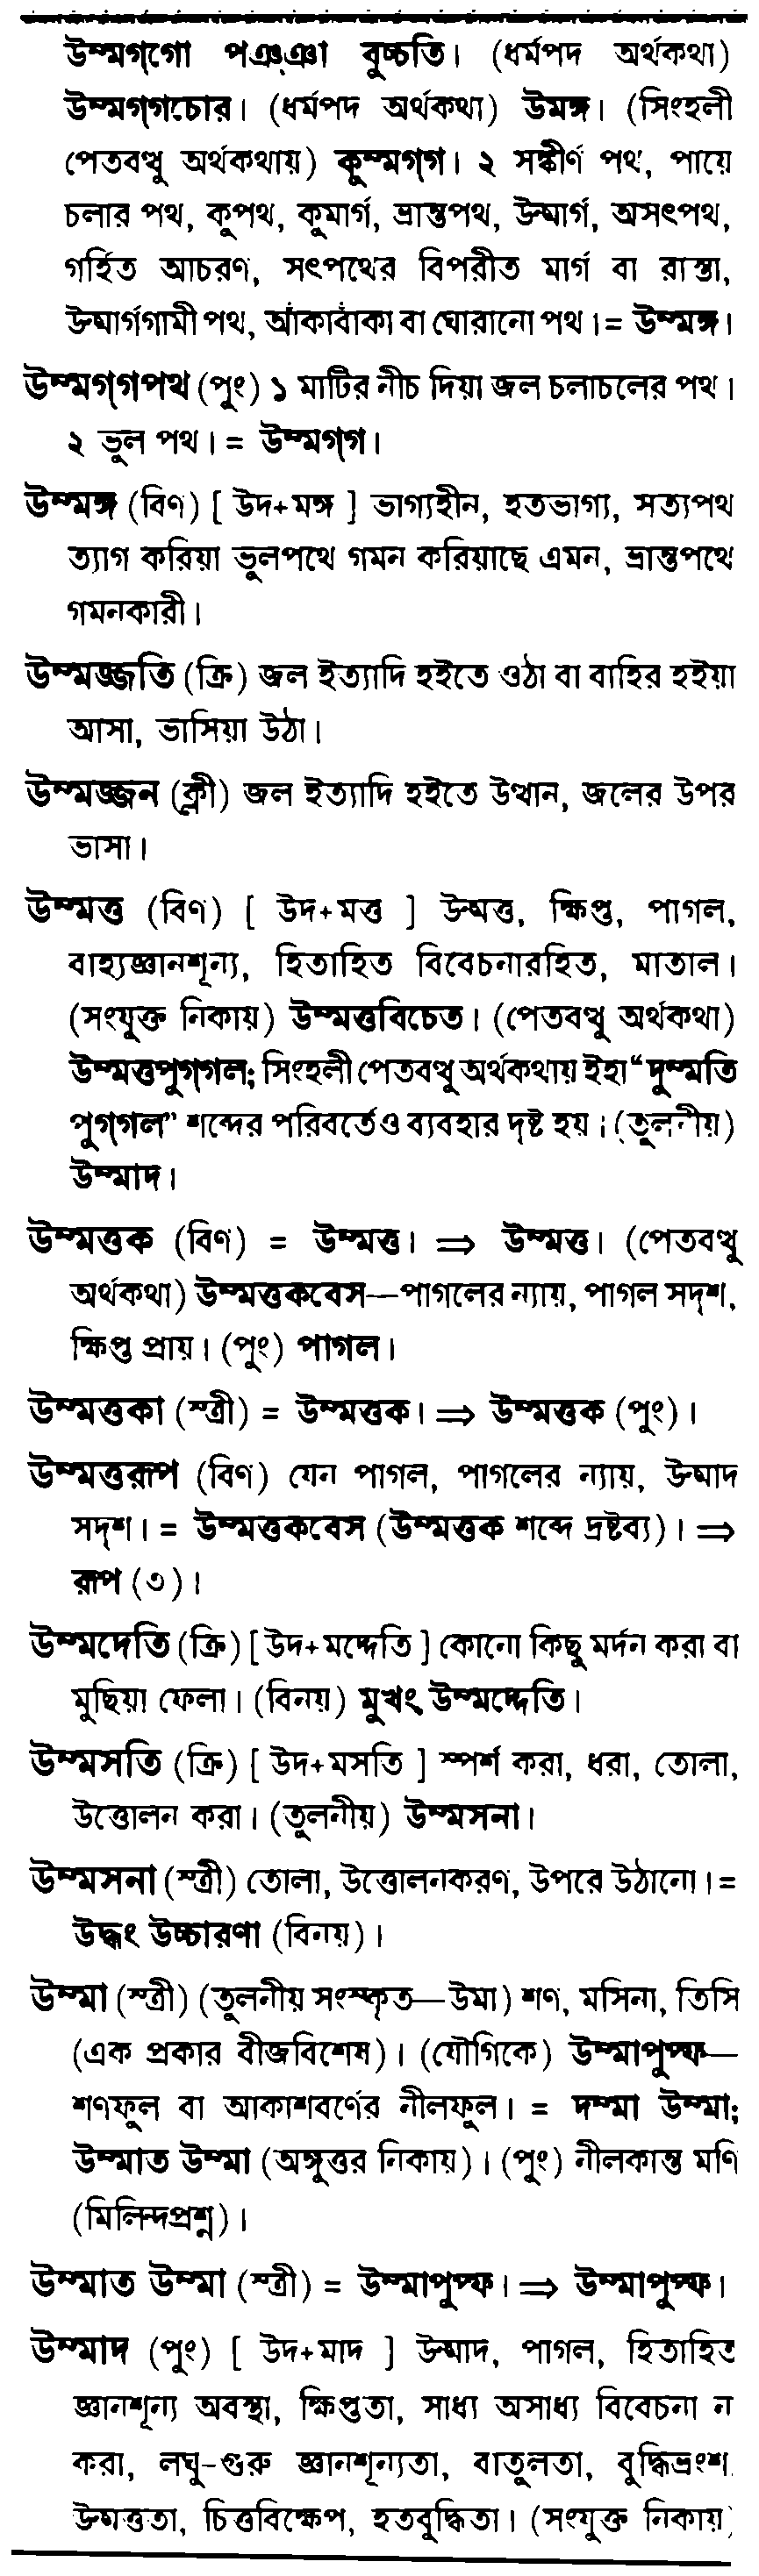 উম্মগ্গো পঞ্ঞা বুচ্চতি। (ধর্মপদ অর্থকথা)
উম্মগ্গচোর। (ধর্মপদ অর্থকথা) উমঙ্গ। (সিংহলী
পেতবত্থু অর্থকথায়) কুম্মগ্গ। ২ সঙ্কীর্ণ পথ, পায়ে
চলার পথ, কুপথ, কুমার্গ, ভ্রান্তপথ, উন্মার্গ, অসৎপথ,
গর্হিত আচরণ, সৎপথের বিপরীত মার্গ বা রাস্তা,
উন্মার্গগামী পথ, আঁকাবাঁকা বা ঘোরানো পথ।= উম্মঙ্গ।
উম্মগ্গপথ (পুং) ১ মাটির নীচ দিয়া জল চলাচলের পথ।
২ ভুল পথ। = উম্মগ্গ।
উম্মঙ্গ (বিণ) [ উদ+মঙ্গ ] ভাগ্যহীন, হতভাগ্য, সত্যপথ
ত্যাগ করিয়া ভুলপথে গমন করিয়াছে এমন, ভ্রান্তপথে
গমনকারী।
উম্মজ্জতি (ক্রি) জল ইত্যাদি হইতে ওঠা বা বাহির হইয়া
আসা, ভাসিয়া উঠা।
উম্মজ্জন (ক্লী) জল ইত্যাদি হইতে উত্থান, জলের উপর
ভাসা।
উম্মত্ত (বিণ) [ উদ+মত্ত ] উন্মত্ত, ক্ষিপ্ত, পাগল,
বাহ্যজ্ঞানশূন্য, হিতাহিত বিবেচনারহিত, মাতাল।
(সংযুক্ত নিকায়) উম্মত্তবিচেত। (পেতবত্থু অর্থকথা)
উম্মত্তপুগ্গল; সিংহলী পেতবত্থু অর্থকথায় ইহা “দুম্মতি
পুগ্গল” শব্দের পরিবর্তেও ব্যবহার দৃষ্ট হয়। (তুলনীয়)
উম্মাদ।
উম্মত্তক (বিণ) = উম্মত্ত। ⇒ উম্মত্ত। (পেতবত্থু
অর্থকথা) উম্মত্তকবেস—পাগলের ন্যায়, পাগল সদৃশ,
ক্ষিপ্ত প্রায়। (পুং) পাগল।
উম্মত্তকা (স্ত্রী) = উম্মত্তক। ⇒ উম্মত্তক (পুং)।
উম্মত্তরূপ (বিণ) যেন পাগল, পাগলের ন্যায়, উন্মাদ
সদৃশ। = উম্মত্তকবেস (উম্মত্তক শব্দে দ্রষ্টব্য)। ⇒
রূপ (৩)।
উম্মদেতি (ক্রি) [ উদ+মদ্দেতি ] কোনো কিছু মর্দন করা বা
মুছিয়া ফেলা। (বিনয়) মুখং উম্মদ্দেতি।
উম্মসতি (ক্রি) [ উদ+মসতি ] স্পর্শ করা, ধরা, তোলা,
উত্তোলন করা। (তুলনীয়) উম্মসনা।
উম্মসনা (স্ত্রী) তোলা, উত্তোলনকরণ, উপরে উঠানো। =
উদ্ধং উচ্চারণা (বিনয়)।
উম্মা (স্ত্রী) (তুলনীয় সংস্কৃত—উমা) শণ, মসিনা, তিসি
(এক প্রকার বীজবিশেষ)। (যৌগিকে) উম্মাপুপ্ফ—
শণফুল বা আকাশবর্ণের নীলফুল। = দম্মা উম্মা;
উম্মাত উম্মা (অঙ্গুত্তর নিকায়)। (পুং) নীলকান্ত মণি
(মিলিন্দপ্রশ্ন)।
উম্মাত উম্মা (স্ত্রী) = উম্মাপুপ্ফ। ⇒ উম্মাপুপ্ফ।
উম্মাদ (পুং) [ উদ+মাদ ] উন্মাদ, পাগল, হিতাহিত
জ্ঞানশূন্য অবস্থা, ক্ষিপ্ততা, সাধ্য অসাধ্য বিবেচনা ন
করা, লঘু-গুরু জ্ঞানশূন্যতা, বাতুলতা, বুদ্ধিভ্রংশ,
উন্মত্ততা, চিত্তবিক্ষেপ, হতবুদ্ধিতা। (সংযুক্ত নিকায়)